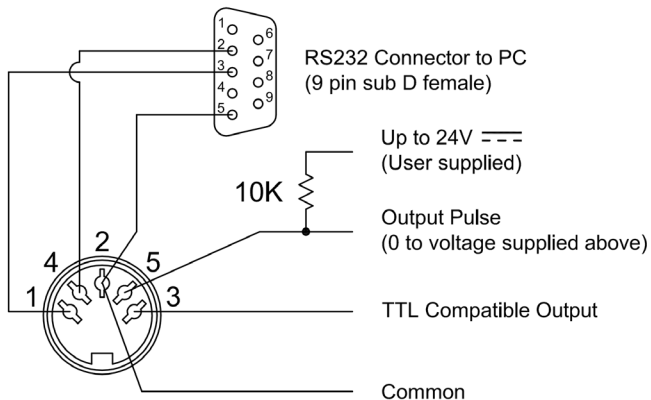 1
6
2
7
3
8
4
9
5
RS232 Connector to PC
(9 pin sub D female)
Up to 24V
(User supplied)
10K
Output Pulse
(0 to voltage supplied above)
2
4
5
1
3
TTL Compatible Output
Common